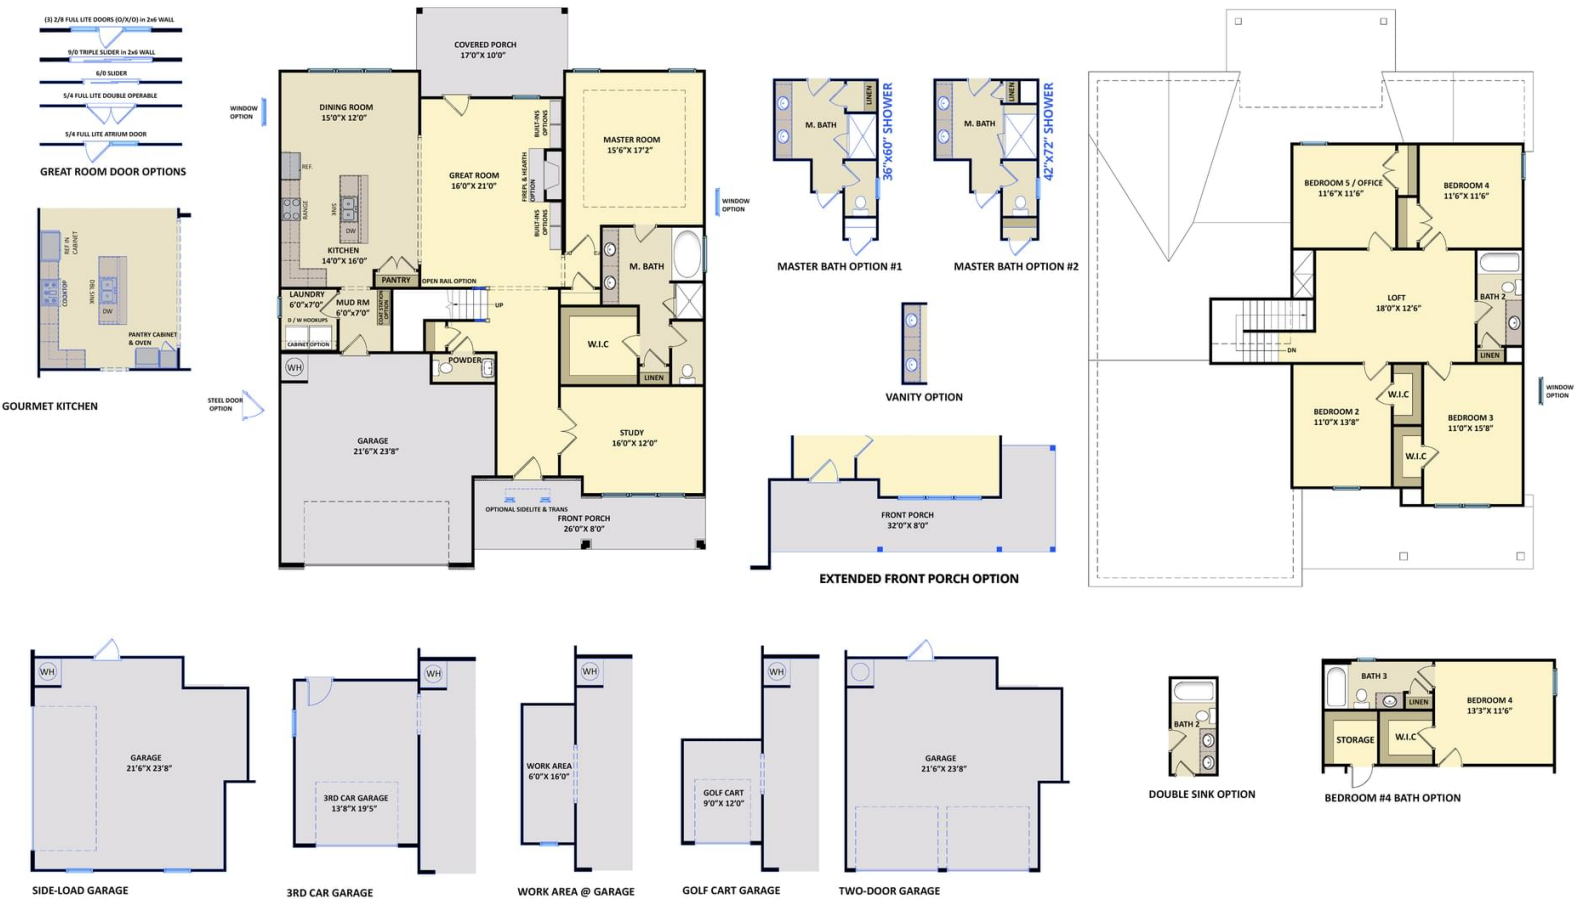 (3) 2/8 FULL LITE DOORS (O/X/O) in 2x6 WALL
9/0 TRIPLE SLIDER in 2x6 WALL
6/0 SLIDER
5/4 FULL LITE DOUBLE OPERABLE
5/4 FULL LITE ATRIUM DOOR
GREAT ROOM DOOR OPTIONS
REF IN
CABINET
COOKTOP
DBL SINK
DW
PANTRY CABINET
& OVEN
GOURMET KITCHEN
WINDOW
OPTION
STEEL DOOR
OPTION
COVERED PORCH
17'0"X 10'0"
DINING ROOM
15'0"X 12'0"
REF.
RANGE
SINK
DW
KITCHEN
14'0"X 16'0"
PANTRY
GREAT ROOM
16'0"X 21'0"
BUILT-INS
OPTIONS
FIREPL & HEARTH
OPTION
BUILT-INS
OPTIONS
MASTER ROOM
15'6"X 17'2"
WINDOW
OPTION
M. BATH
OPEN RAIL OPTION
UP
LAUNDRY
6'0"x7'0"
D / W HOOKUPS
CABINET OPTION
MUD RM
6'0"x7'0"
COAT STATION
OPTION
W.I.C
LINEN
POWDER
WH
GARAGE
21'6"X 23'8"
STUDY
16'0"X 12'0"
OPTIONAL SIDELITE & TRANS
FRONT PORCH
26'0"X 8'0"
M. BATH
LINEN
36"x60" SHOWER
MASTER BATH OPTION #1
M. BATH
LINEN
42"x72" SHOWER
MASTER BATH OPTION #2
VANITY OPTION
FRONT PORCH
32'0"X 8'0"
EXTENDED FRONT PORCH OPTION
BEDROOM 5 / OFFICE
11'6"X 11'6"
BEDROOM 4
11'6"X 11'6"
LOFT
18'0"X 12'6"
BATH 2
LINEN
DN
BEDROOM 2
11'0"X 13'8"
W.I.C
W.I.C
BEDROOM 3
11'0"X 15'8"
WINDOW
OPTION
WH
GARAGE
21'6"X 23'8"
SIDE-LOAD GARAGE
WH
3RD CAR GARAGE
13'8"X 19'5"
3RD CAR GARAGE
WH
WORK AREA
6'0"X 16'0"
WORK AREA @ GARAGE
WH
GOLF CART
9'0"X 12'0"
GOLF CART GARAGE
GARAGE
21'6"X 23'8"
TWO-DOOR GARAGE
BATH 2
DOUBLE SINK OPTION
BATH 3
LINEN
STORAGE
W.I.C
BEDROOM 4
13'3"X 11'6"
BEDROOM #4 BATH OPTION